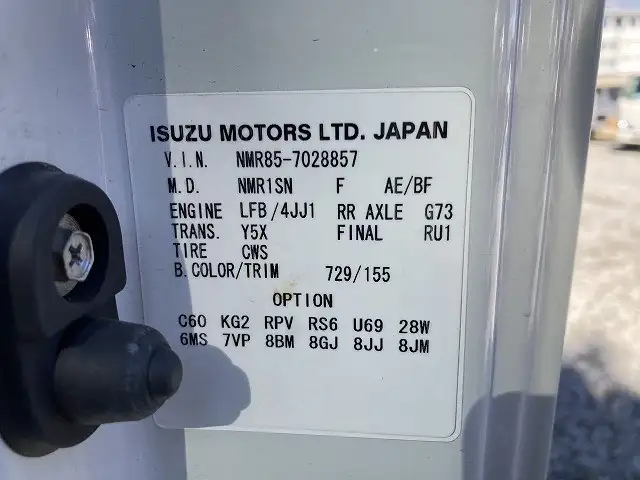 ISUZU MOTORS LTD. JAPAN
V.I.N. NMR85-7028857
M.D. NMR1SN F AE/BF
ENGINE LFB/4JJ1 RR AXLE G73
TRANS. Y5X FINAL RU1
TIRE CWS
B.COLOR/TRIM 729/155
OPTION
C60 KG2 RPV RS6 U69 28W
6MS 7VP 8BM 8GJ 8JJ 8JM